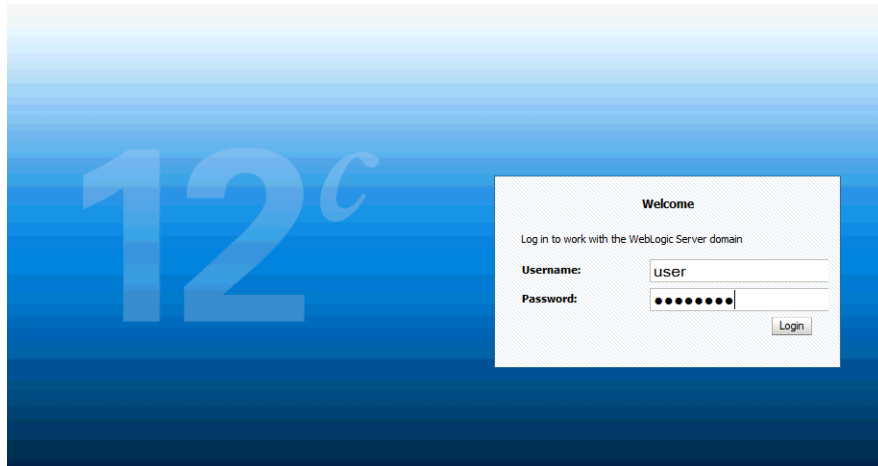 12c
Welcome
Log in to work with the WebLogic Server domain
Username: user
Password: ●●●●●●●●
Login